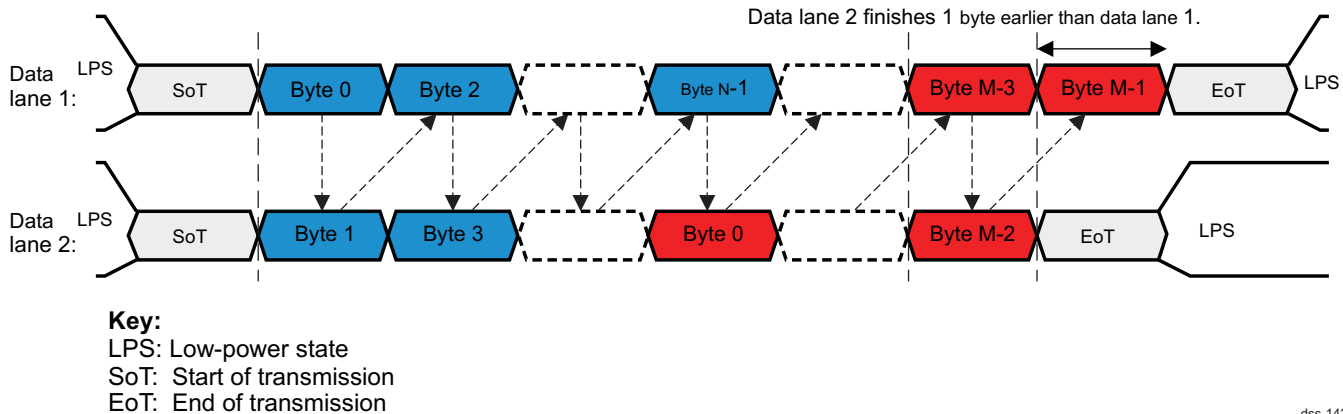 Data lane 2 finishes 1 byte earlier than data lane 1.
Data
lane 1:
LPS
SoT
Byte 0
Byte 2
Byte N-1
Byte M-3
Byte M-1
EoT
LPS
Data
lane 2:
LPS
SoT
Byte 1
Byte 3
Byte 0
Byte M-2
EoT
LPS
Key:
LPS: Low-power state
SoT: Start of transmission
EoT: End of transmission